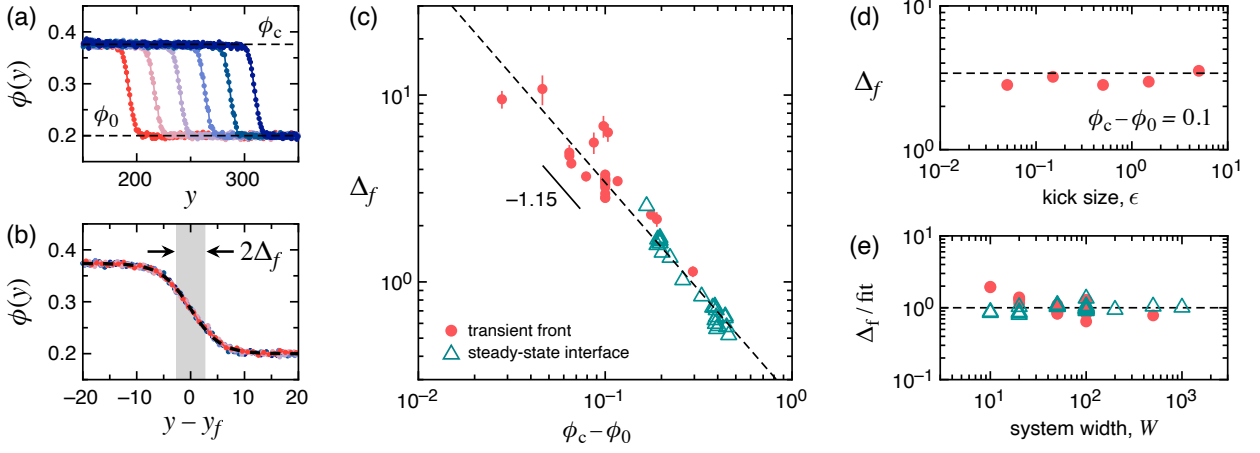 (a)
ϕ(y)
0.4
0.3
0.2
ϕc
ϕ0
200
300
y
(b)
ϕ(y)
0.4
0.3
0.2
2Δf
−20
−10
0
10
20
y − yf
(c)
Δf
10¹
10⁰
−1.15
transient front
steady-state interface
10⁻²
10⁻¹
10⁰
ϕc − ϕ0
(d)
Δf
10¹
10⁰
ϕc − ϕ0 = 0.1
10⁻²
10⁻¹
10⁰
10¹
kick size, ϵ
(e)
Δf / fit
10¹
10⁰
10⁻¹
10¹
10²
10³
system width, W